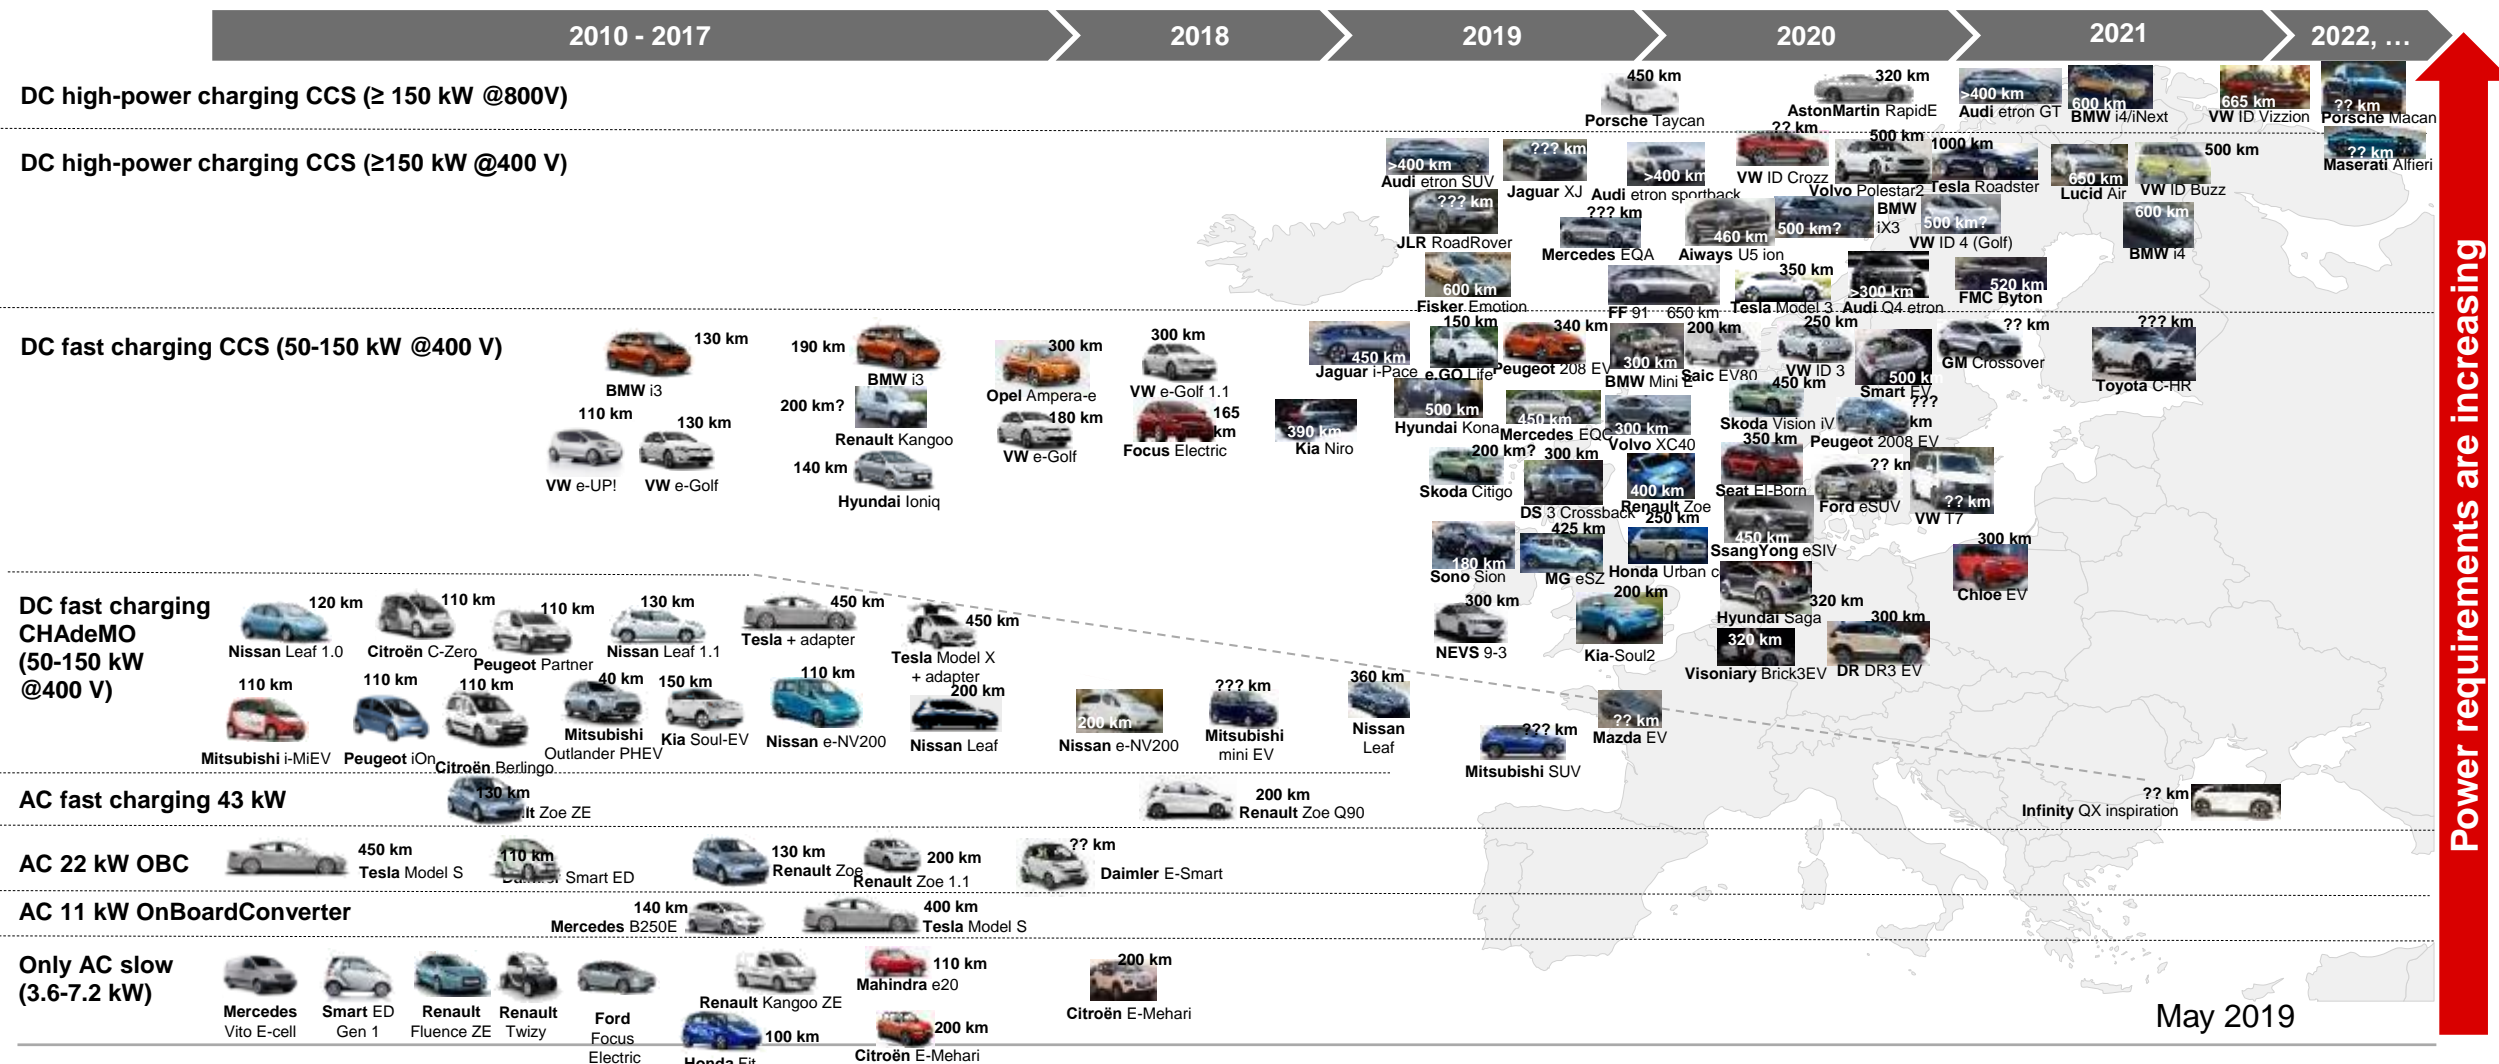 2010 - 2017
2018
2019
2020
2021
2022, …
DC high-power charging CCS (≥ 150 kW @800V)
450 km
Porsche Taycan
320 km
AstonMartin RapidE
>400 km
Audi etron GT
600 km
BMW i4/iNext
665 km
VW ID Vizzion
?? km
Porsche Macan
DC high-power charging CCS (≥150 kW @400 V)
>400 km
Audi etron SUV
??? km
Jaguar XJ
>400 km
Audi etron sportback
?? km
VW ID Crozz
500 km
Volvo Polestar2
1000 km
Tesla Roadster
650 km
Lucid Air
500 km
VW ID Buzz
?? km
Maserati Alfieri
??? km
JLR RoadRover
??? km
Mercedes EQA
460 km
Aiways U5 ion
500 km?
BMW
iX3
500 km?
VW ID 4 (Golf)
600 km
BMW i4
600 km
Fisker Emotion
FF 91 650 km
350 km
Tesla Model 3
>300 km
Audi Q4 etron
520 km
FMC Byton
DC fast charging CCS (50-150 kW @400 V)
130 km
BMW i3
190 km
BMW i3
300 km
Opel Ampera-e
300 km
VW e-Golf 1.1
450 km
Jaguar i-Pace
150 km
e.GO Life
340 km
Peugeot 208 EV
300 km
BMW Mini E
200 km
Saic EV80
250 km
VW ID 3
500 km
Smart EV
?? km
GM Crossover
??? km
Toyota C-HR
110 km
VW e-UP!
130 km
VW e-Golf
200 km?
Renault Kangoo
180 km
VW e-Golf
165
km
Focus Electric
390 km
Kia Niro
500 km
Hyundai Kona
450 km
Mercedes EQC
300 km
Volvo XC40
450 km
Skoda Vision iV
???
km
Peugeot 2008 EV
140 km
Hyundai Ioniq
200 km?
Skoda Citigo
300 km
DS 3 Crossback
400 km
Renault Zoe
350 km
Seat El-Born
?? km
Ford eSUV
?? km
VW T7
180 km
Sono Sion
425 km
MG eSZ
250 km
Honda Urban c
450 km
SsangYong eSIV
300 km
Chloe EV
DC fast charging
CHAdeMO
(50-150 kW
@400 V)
120 km
Nissan Leaf 1.0
110 km
Citroën C-Zero
110 km
Peugeot Partner
130 km
Nissan Leaf 1.1
450 km
Tesla + adapter
450 km
Tesla Model X
+ adapter
300 km
NEVS 9-3
200 km
Kia-Soul2
320 km
Hyundai Saga
320 km
Visoniary Brick3EV
300 km
DR DR3 EV
110 km
Mitsubishi i-MiEV
110 km
Peugeot iOn
110 km
Citroën Berlingo
40 km
Mitsubishi
Outlander PHEV
150 km
Kia Soul-EV
110 km
Nissan e-NV200
200 km
Nissan Leaf
200 km
Nissan e-NV200
??? km
Mitsubishi
mini EV
360 km
Nissan
Leaf
??? km
Mitsubishi SUV
?? km
Mazda EV
AC fast charging 43 kW
130 km
lt Zoe ZE
200 km
Renault Zoe Q90
?? km
Infinity QX inspiration
AC 22 kW OBC
450 km
Tesla Model S
110 km
Smart ED
130 km
Renault Zoe
200 km
Renault Zoe 1.1
?? km
Daimler E-Smart
AC 11 kW OnBoardConverter
140 km
Mercedes B250E
400 km
Tesla Model S
Only AC slow
(3.6-7.2 kW)
Mercedes
Vito E-cell
Smart ED
Gen 1
Renault
Fluence ZE
Renault
Twizy
Ford
Focus
Electric
Renault Kangoo ZE
110 km
Mahindra e20
200 km
Citroën E-Mehari
100 km
Honda Fit
200 km
Citroën E-Mehari
May 2019
Power requirements are increasing